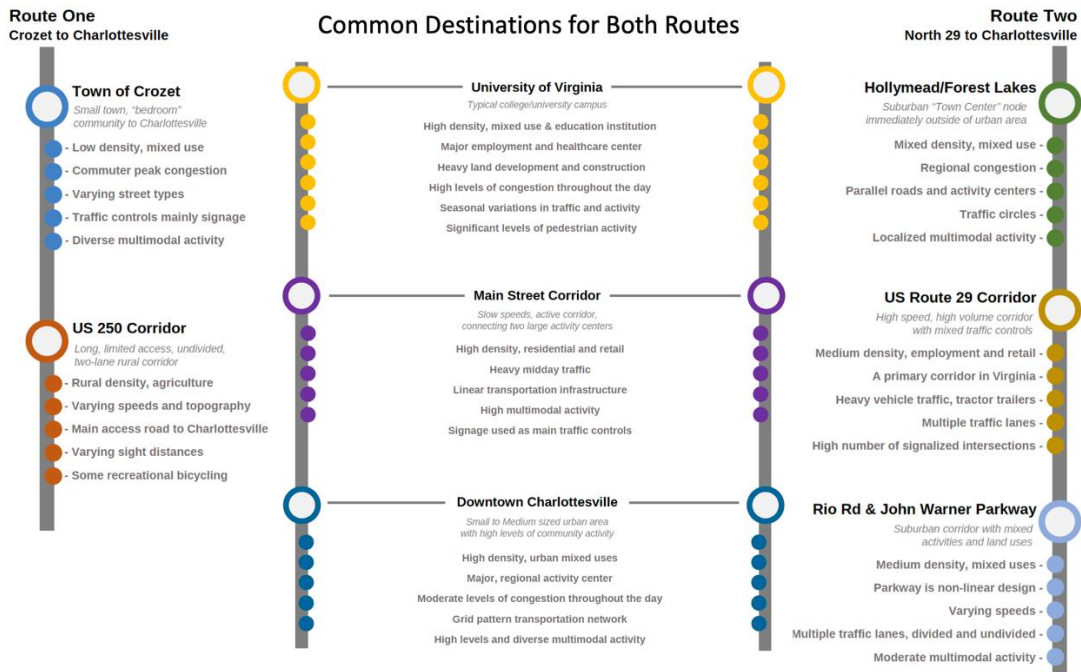 Route One
Crozet to Charlottesville
Common Destinations for Both Routes
Route Two
North 29 to Charlottesville
Town of Crozet
Small town, "bedroom"
community to Charlottesville
- Low density, mixed use
- Commuter peak congestion
- Varying street types
- Traffic controls mainly signage
- Diverse multimodal activity
US 250 Corridor
Long, limited access, undivided,
two-lane rural corridor
- Rural density, agriculture
- Varying speeds and topography
- Main access road to Charlottesville
- Varying sight distances
- Some recreational bicycling
University of Virginia
Typical college/university campus
High density, mixed use & education institution
Major employment and healthcare center
Heavy land development and construction
High levels of congestion throughout the day
Seasonal variations in traffic and activity
Significant levels of pedestrian activity
Main Street Corridor
Slow speeds, active corridor,
connecting two large activity centers
High density, residential and retail
Heavy midday traffic
Linear transportation infrastructure
High multimodal activity
Signage used as main traffic controls
Downtown Charlottesville
Small to Medium sized urban area
with high levels of community activity
High density, urban mixed uses
Major, regional activity center
Moderate levels of congestion throughout the day
Grid pattern transportation network
High levels and diverse multimodal activity
Hollymead/Forest Lakes
Suburban "Town Center" node
immediately outside of urban area
Mixed density, mixed use -
Regional congestion -
Parallel roads and activity centers -
Traffic circles -
Localized multimodal activity -
US Route 29 Corridor
High speed, high volume corridor
with mixed traffic controls
Medium density, employment and retail -
A primary corridor in Virginia -
Heavy vehicle traffic, tractor trailers -
Multiple traffic lanes -
High number of signalized intersections -
Rio Rd & John Warner Parkway
Suburban corridor with mixed
activities and land uses
Medium density, mixed uses -
Parkway is non-linear design -
Varying speeds -
Multiple traffic lanes, divided and undivided -
Moderate multimodal activity -